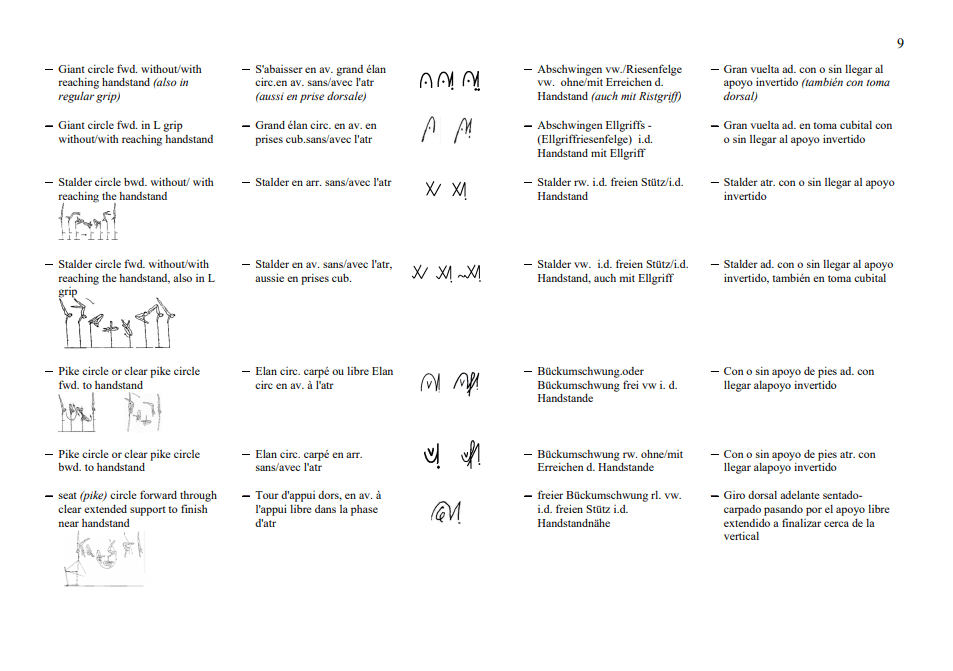 9
— Giant circle fwd. without/with
reaching handstand (also in
regular grip)
— S'abaisser en av. grand élan
circ.en av. sans/avec l'atr
(aussi en prise dorsale)
— Abschwingen vw./Riesenfelge
vw. ohne/mit Erreichen d.
Handstand (auch mit Ristgriff)
— Gran vuelta ad. con o sin llegar al
apoyo invertido (también con toma
dorsal)
— Giant circle fwd. in L grip
without/with reaching handstand
— Grand élan circ. en av. en
prises cub.sans/avec l'atr
— Abschwingen Ellgriffs -
(Ellgriffriesenfelge) i.d.
Handstand mit Ellgriff
— Gran vuelta ad. en toma cubital con
o sin llegar al apoyo invertido
— Stalder circle bwd. without/ with
reaching the handstand
— Stalder en arr. sans/avec l'atr
— Stalder rw. i.d. freien Stütz/i.d.
Handstand
— Stalder atr. con o sin llegar al apoyo
invertido
— Stalder circle fwd. without/with
reaching the handstand, also in L
grip
— Stalder en av. sans/avec l'atr,
aussie en prises cub.
— Stalder vw. i.d. freien Stütz/i.d.
Handstand, auch mit Ellgriff
— Stalder ad. con o sin llegar al apoyo
invertido, también en toma cubital
— Pike circle or clear pike circle
fwd. to handstand
— Elan circ. carpé ou libre Elan
circ en av. à l'atr
— Bückumschwung.oder
Bückumschwung frei vw i. d.
Handstande
— Con o sin apoyo de pies ad. con
llegar alapoyo invertido
— Pike circle or clear pike circle
bwd. to handstand
— Elan circ. carpé en arr.
sans/avec l'atr
— Bückumschwung rw. ohne/mit
Erreichen d. Handstande
— Con o sin apoyo de pies atr. con
llegar alapoyo invertido
— seat (pike) circle forward through
clear extended support to finish
near handstand
— Tour d'appui dors, en av. à
l'appui libre dans la phase
d'atr
— freier Bückumschwung rl. vw.
i.d. freien Stütz i.d.
Handstandnähe
— Giro dorsal adelante sentado-
carpado pasando por el apoyo libre
extendido a finalizar cerca de la
vertical